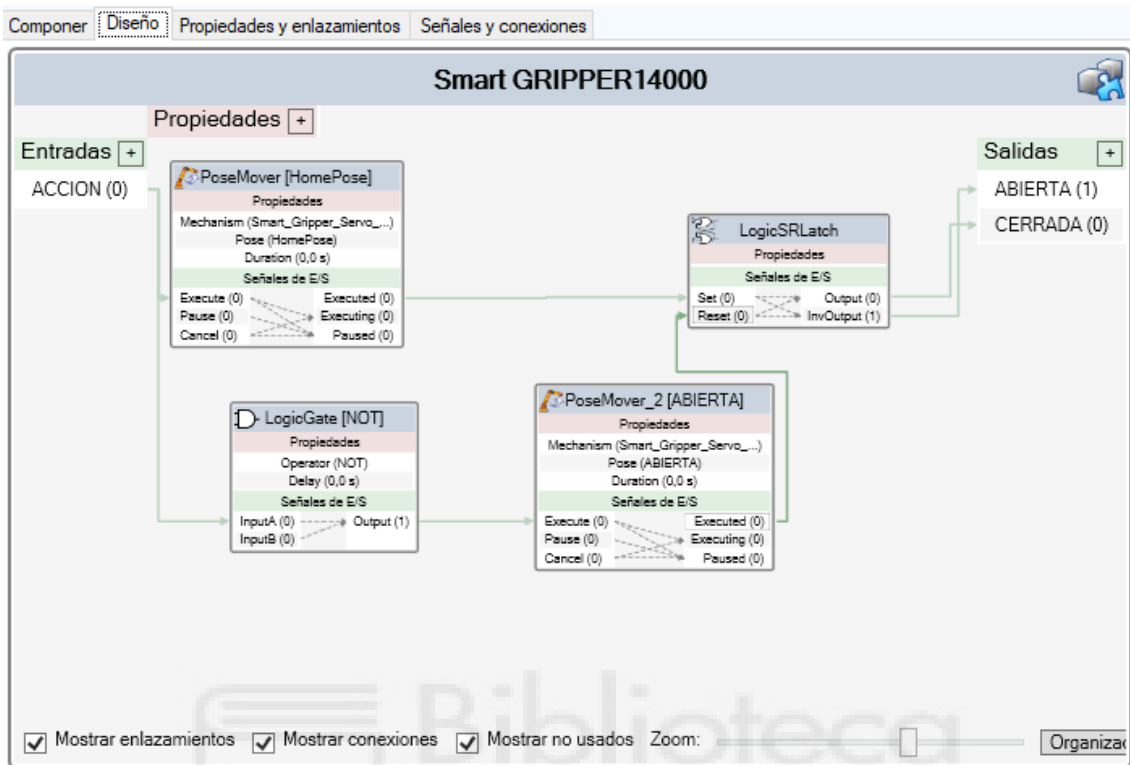 Componer Diseño Propiedades y enlazamientos Señales y conexiones
Smart GRIPPER14000
Propiedades +
Entradas +
ACCION (0)
Salidas +
ABIERTA (1)
CERRADA (0)
PoseMover [HomePose]
Propiedades
Mechanism (Smart_Gripper_Servo_...)
Pose (HomePose)
Duration (0,0 s)
Señales de E/S
Execute (0) Executed (0)
Pause (0) Executing (0)
Cancel (0) Paused (0)
LogicSRLatch
Propiedades
Señales de E/S
Set (0) Output (0)
Reset (0) InvOutput (1)
LogicGate [NOT]
Propiedades
Operator (NOT)
Delay (0,0 s)
Señales de E/S
InputA (0) Output (1)
InputB (0)
PoseMover_2 [ABIERTA]
Propiedades
Mechanism (Smart_Gripper_Servo_...)
Pose (ABIERTA)
Duration (0,0 s)
Señales de E/S
Execute (0) Executed (0)
Pause (0) Executing (0)
Cancel (0) Paused (0)
Biblioteca
Mostrar enlazamientos Mostrar conexiones Mostrar no usados Zoom: Organizac